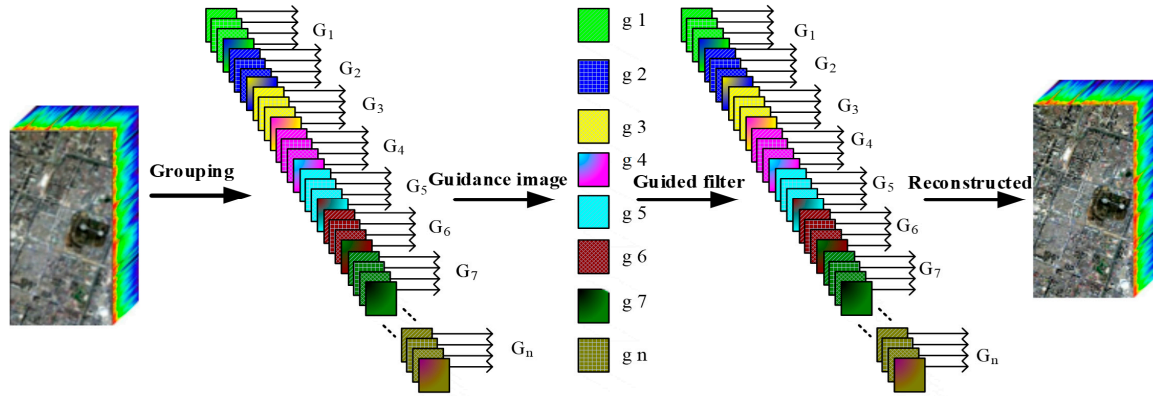 G1
G2
G3
G4
G5
G6
G7
Gn
Grouping
Guidance image
g 1
g 2
g 3
g 4
g 5
g 6
g 7
g n
Guided filter
G1
G2
G3
G4
G5
G6
G7
Gn
Reconstructed